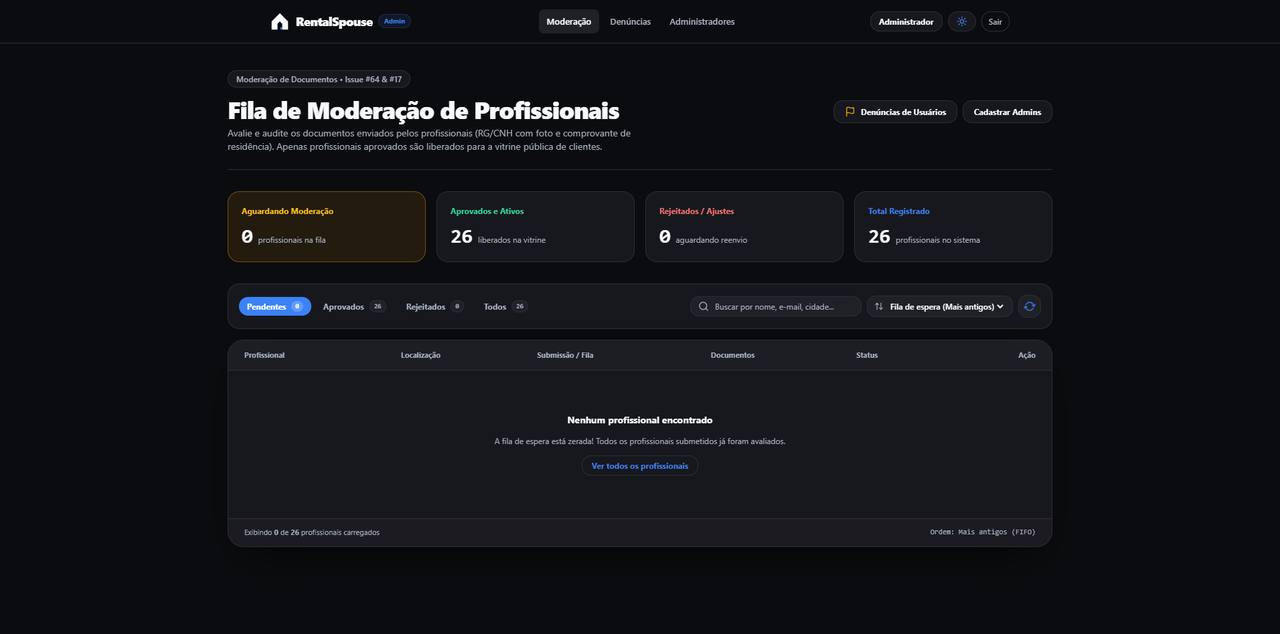 RentalSpouse Admin Moderação Denúncias Administradores Administrador Sair
Moderação de Documentos • Issue #64 & #17
Fila de Moderação de Profissionais
Denúncias de Usuários Cadastrar Admins
Avalie e audite os documentos enviados pelos profissionais (RG/CNH com foto e comprovante de
residência). Apenas profissionais aprovados são liberados para a vitrine pública de clientes.
Aguardando Moderação Aprovados e Ativos Rejeitados / Ajustes Total Registrado
0 profissionais na fila 26 liberados na vitrine 0 aguardando reenvio 26 profissionais no sistema
Pendentes 0 Aprovados 26 Rejeitados 0 Todos 26 Buscar por nome, e-mail, cidade... Fila de espera (Mais antigos)
Profissional Localização Submissão / Fila Documentos Status Ação
Nenhum profissional encontrado
A fila de espera está zerada! Todos os profissionais submetidos já foram avaliados.
Ver todos os profissionais
Exibindo 0 de 26 profissionais carregados Ordem: Mais antigos (FIFO)